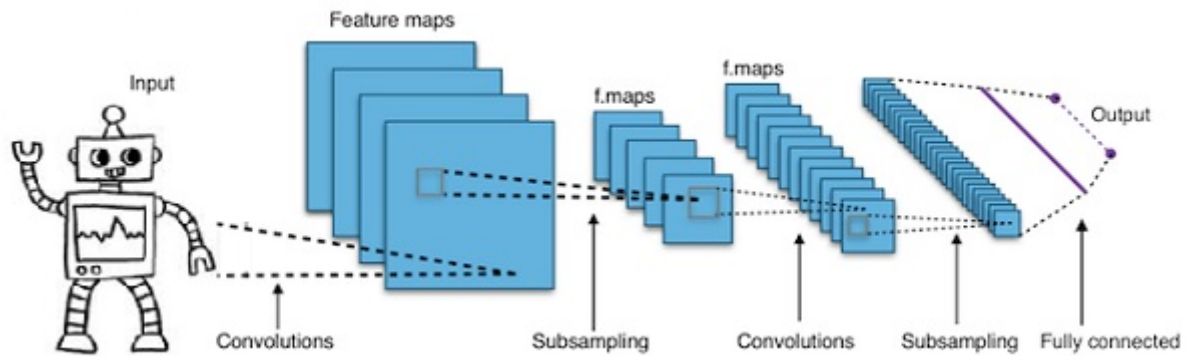 Feature maps
Input
f.maps
f.maps
Output
Convolutions
Subsampling
Convolutions
Subsampling
Fully connected